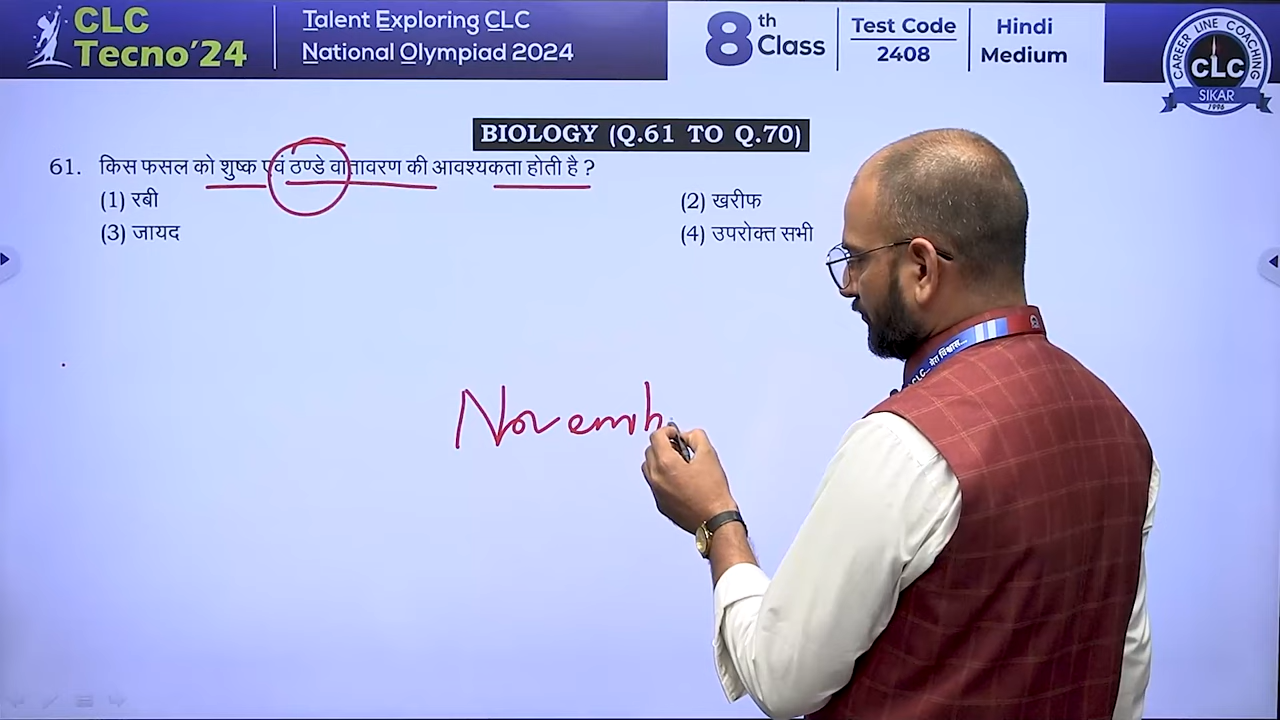 CLC
Tecno'24
Talent Exploring CLC
National Olympiad 2024
8th Class
Test Code
2408
Hindi
Medium
CAREER LINE COACHING
CLC
SIKAR
1996
BIOLOGY (Q.61 TO Q.70)
61. किस फसल को शुष्क एवं ठण्डे वातावरण की आवश्यकता होती है ?
(1) रबी (2) खरीफ
(3) जायद (4) उपरोक्त सभी
Novemb
CLC... मेरा विश्वास...